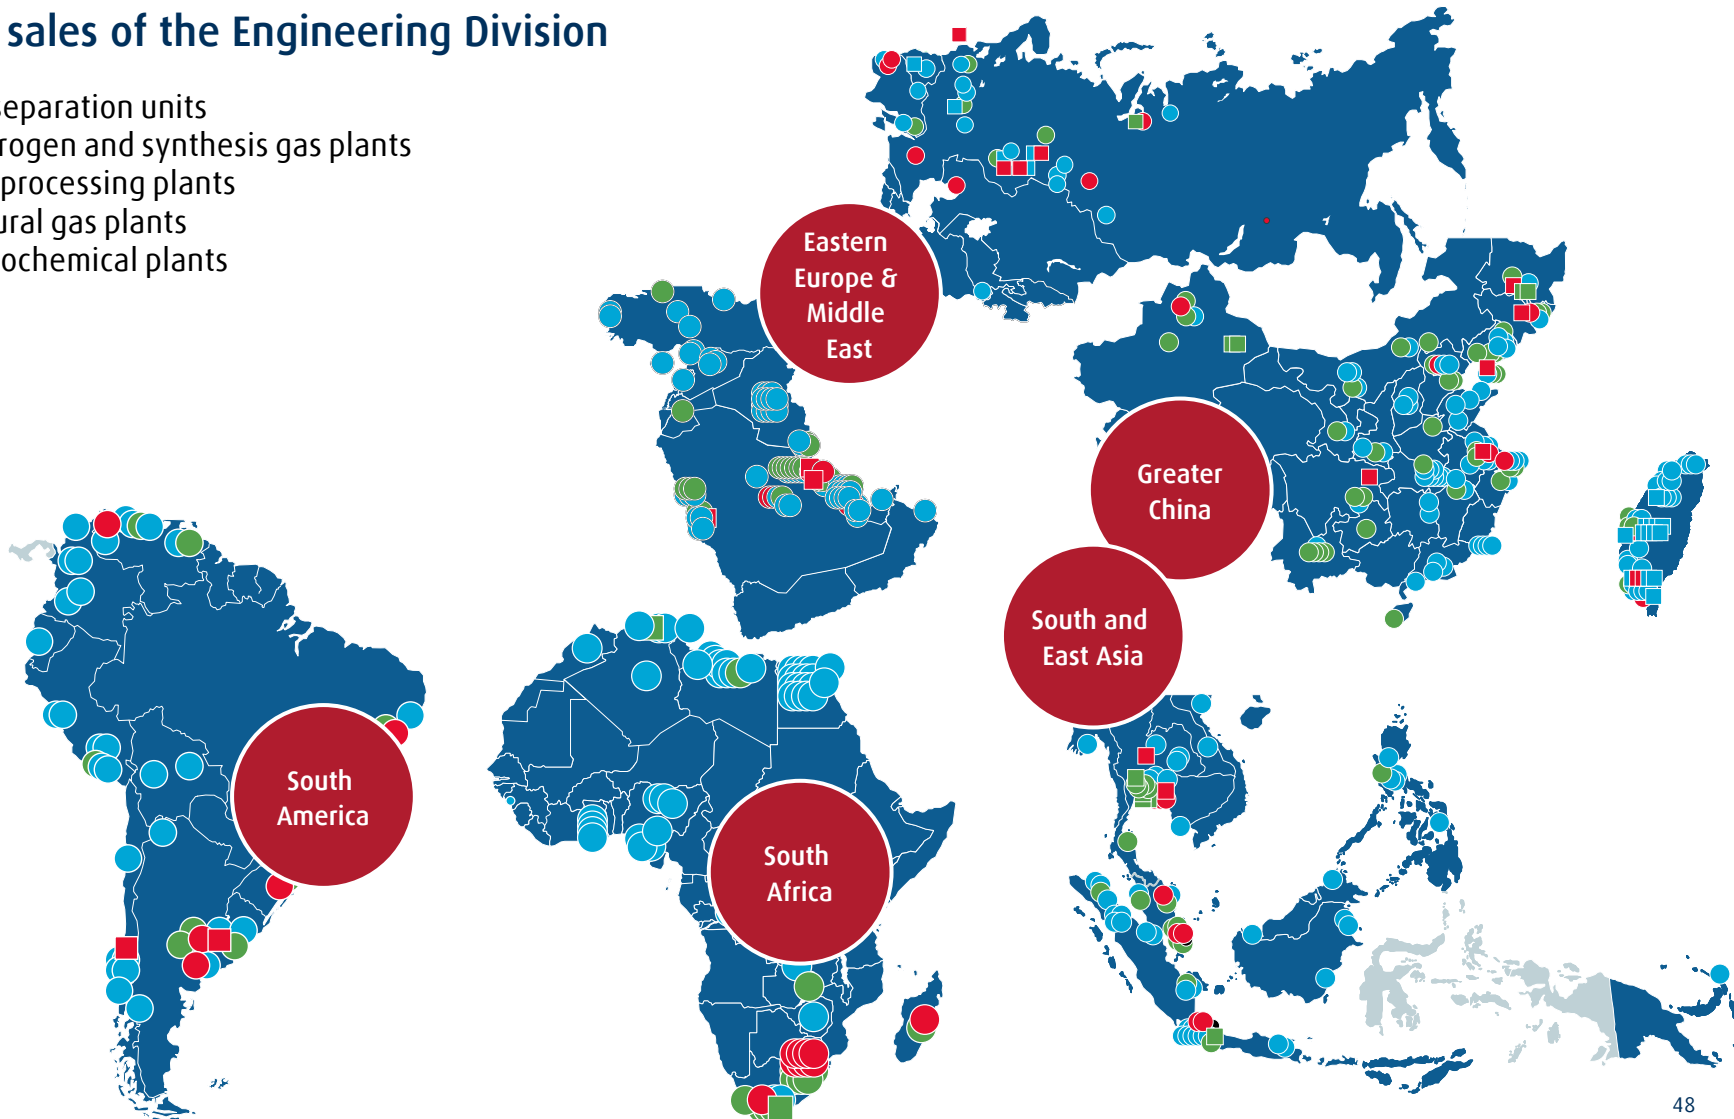 sales of the Engineering Division
separation units
rogen and synthesis gas plants
processing plants
ural gas plants
ochemical plants
Eastern
Europe &
Middle
East
Greater
China
South and
East Asia
South
America
South
Africa
48